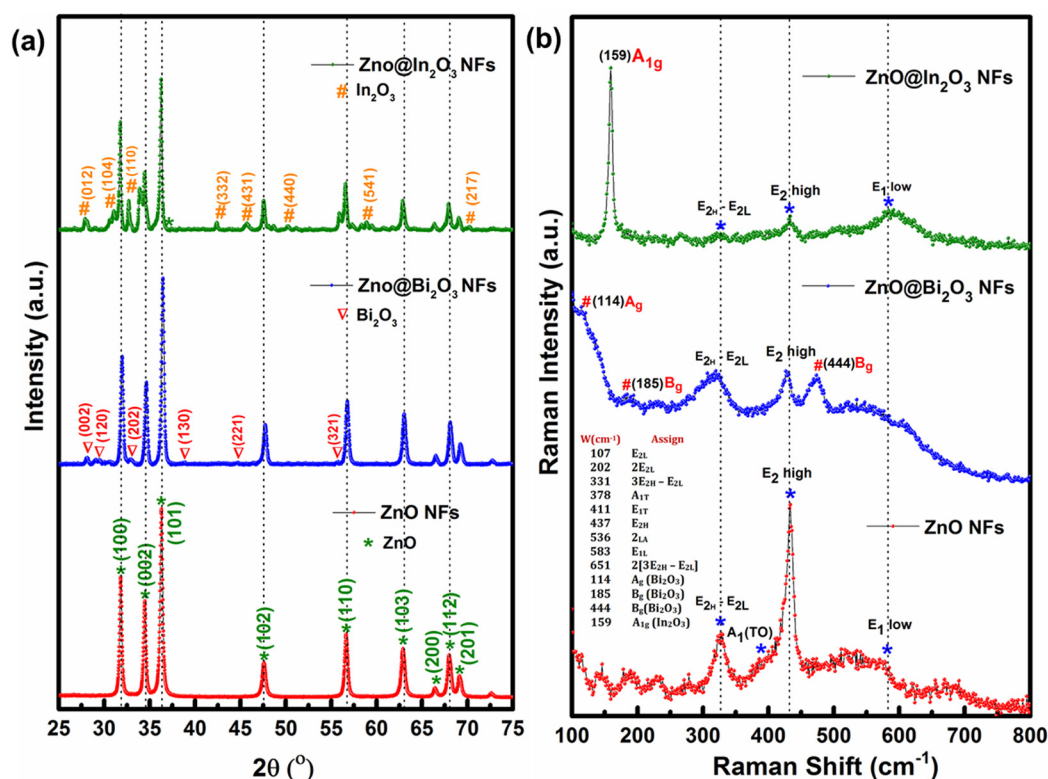 (a)
Zno@In₂O₃ NFs
# In₂O₃
#(012)
#(104)
#(110)
#(332)
#(431)
#(440)
#(541)
#(217)
*
Zno@Bi₂O₃ NFs
▽ Bi₂O₃
▽(002)
▽(120)
▽(202)
▽(130)
▽(221)
▽(321)
ZnO NFs
* ZnO
*(100)
*(002)
*(101)
*(102)
*(110)
*(103)
*(200)
*(112)
*(201)
Intensity (a.u.)
25 30 35 40 45 50 55 60 65 70 75
2θ (°)
(b)
(159)A₁g
ZnO@In₂O₃ NFs
E₂H - E₂L
*
E₂ high
*
E₁ low
*
ZnO@Bi₂O₃ NFs
#(114)Ag
#(185)Bg
E₂H - E₂L
E₂ high
#(444)Bg
W(cm⁻¹) Assign
107 E₂L
202 2E₂L
331 3E₂H – E₂L
378 A₁T
411 E₁T
437 E₂H
536 2LA
583 E₁L
651 2[3E₂H – E₂L]
114 Ag (Bi₂O₃)
185 Bg (Bi₂O₃)
444 Bg(Bi₂O₃)
159 A₁g (In₂O₃)
E₂ high
*
ZnO NFs
E₂H - E₂L
*
A₁(TO)
*
E₁ low
*
Raman Intensity (a.u.)
100 200 300 400 500 600 700 800
Raman Shift (cm⁻¹)